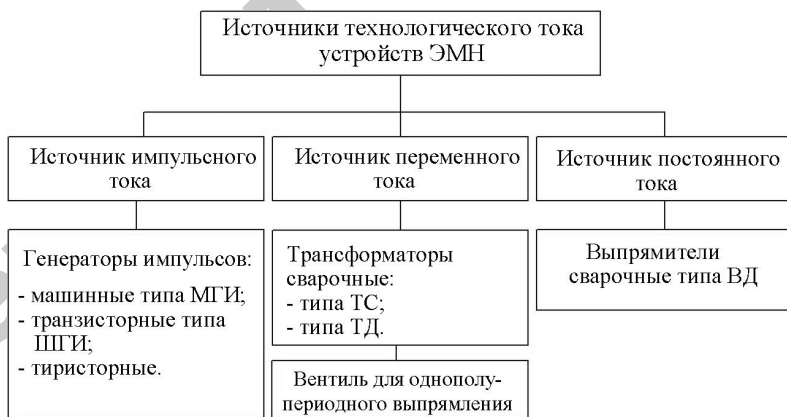 Источники технологического тока
устройств ЭМН
Источник импульсного
тока
Источник переменного
тока
Источник постоянного
тока
Генераторы импульсов:
- машинные типа МГИ;
- транзисторные типа
ШГИ;
- тиристорные.
Трансформаторы
сварочные:
- типа ТС;
- типа ТД.
Вентиль для однополу-
периодного выпрямления
Выпрямители
сварочные типа ВД